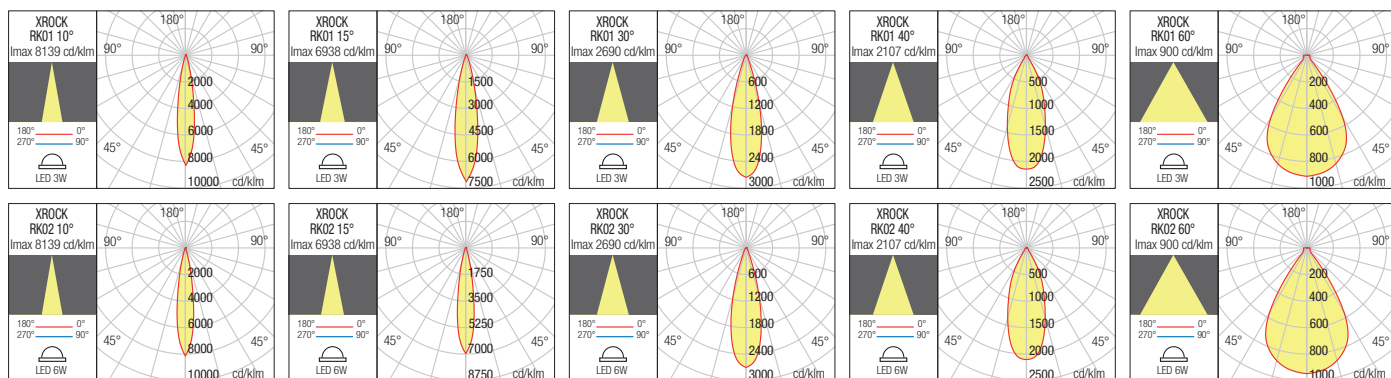 XROCK
RK01 10°
Imax 8139 cd/klm
180° 0°
270° 90°
LED 3W
180°
90° 90°
2000
4000
6000
45° 45°
8000
10000 cd/klm
XROCK
RK01 15°
Imax 6938 cd/klm
180° 0°
270° 90°
LED 3W
180°
90° 90°
1500
3000
4500
45° 45°
6000
7500 cd/klm
XROCK
RK01 30°
Imax 2690 cd/klm
180° 0°
270° 90°
LED 3W
180°
90° 90°
600
1200
1800
45° 45°
2400
3000 cd/klm
XROCK
RK01 40°
Imax 2107 cd/klm
180° 0°
270° 90°
LED 3W
180°
90° 90°
500
1000
1500
45° 45°
2000
2500 cd/klm
XROCK
RK01 60°
Imax 900 cd/klm
180° 0°
270° 90°
LED 3W
180°
90° 90°
200
400
600
45° 45°
800
1000 cd/klm
XROCK
RK02 10°
Imax 8139 cd/klm
180° 0°
270° 90°
LED 6W
180°
90° 90°
2000
4000
6000
45° 45°
8000
10000 cd/klm
XROCK
RK02 15°
Imax 6938 cd/klm
180° 0°
270° 90°
LED 6W
180°
90° 90°
1750
3500
5250
45° 45°
7000
8750 cd/klm
XROCK
RK02 30°
Imax 2690 cd/klm
180° 0°
270° 90°
LED 6W
180°
90° 90°
600
1200
1800
45° 45°
2400
3000 cd/klm
XROCK
RK02 40°
Imax 2107 cd/klm
180° 0°
270° 90°
LED 6W
180°
90° 90°
500
1000
1500
45° 45°
2000
2500 cd/klm
XROCK
RK02 60°
Imax 900 cd/klm
180° 0°
270° 90°
LED 6W
180°
90° 90°
200
400
600
45° 45°
800
1000 cd/klm